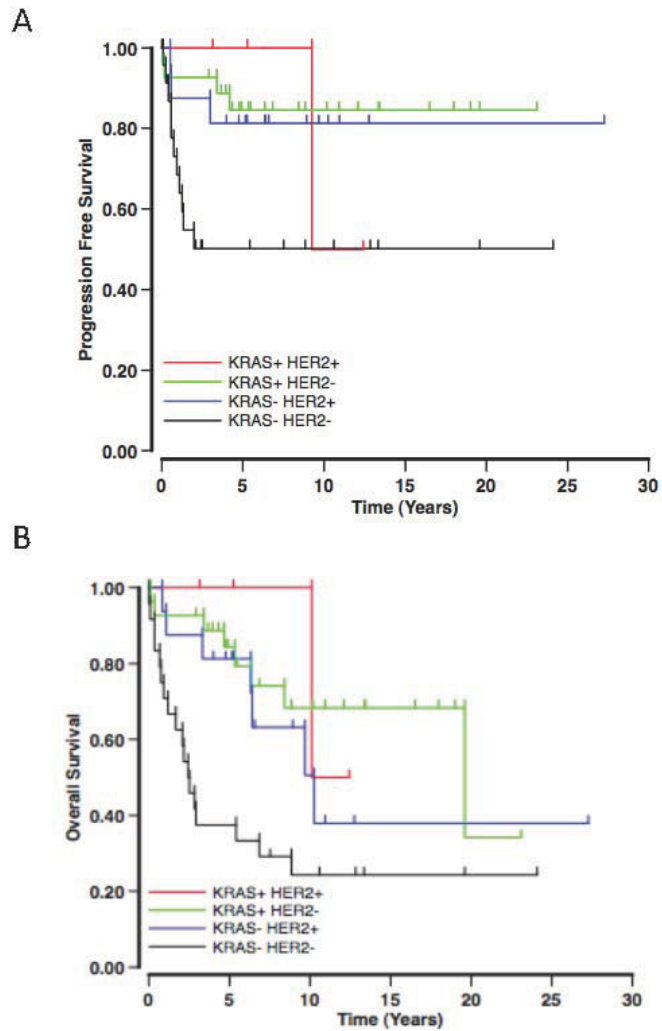 A
1.00
0.80
0.60
0.40
0.20
0.00
Progression Free Survival
KRAS+ HER2+
KRAS+ HER2-
KRAS- HER2+
KRAS- HER2-
0 5 10 15 20 25 30
Time (Years)
B
1.00
0.80
0.60
0.40
0.20
0.00
Overall Survival
KRAS+ HER2+
KRAS+ HER2-
KRAS- HER2+
KRAS- HER2-
0 5 10 15 20 25 30
Time (Years)